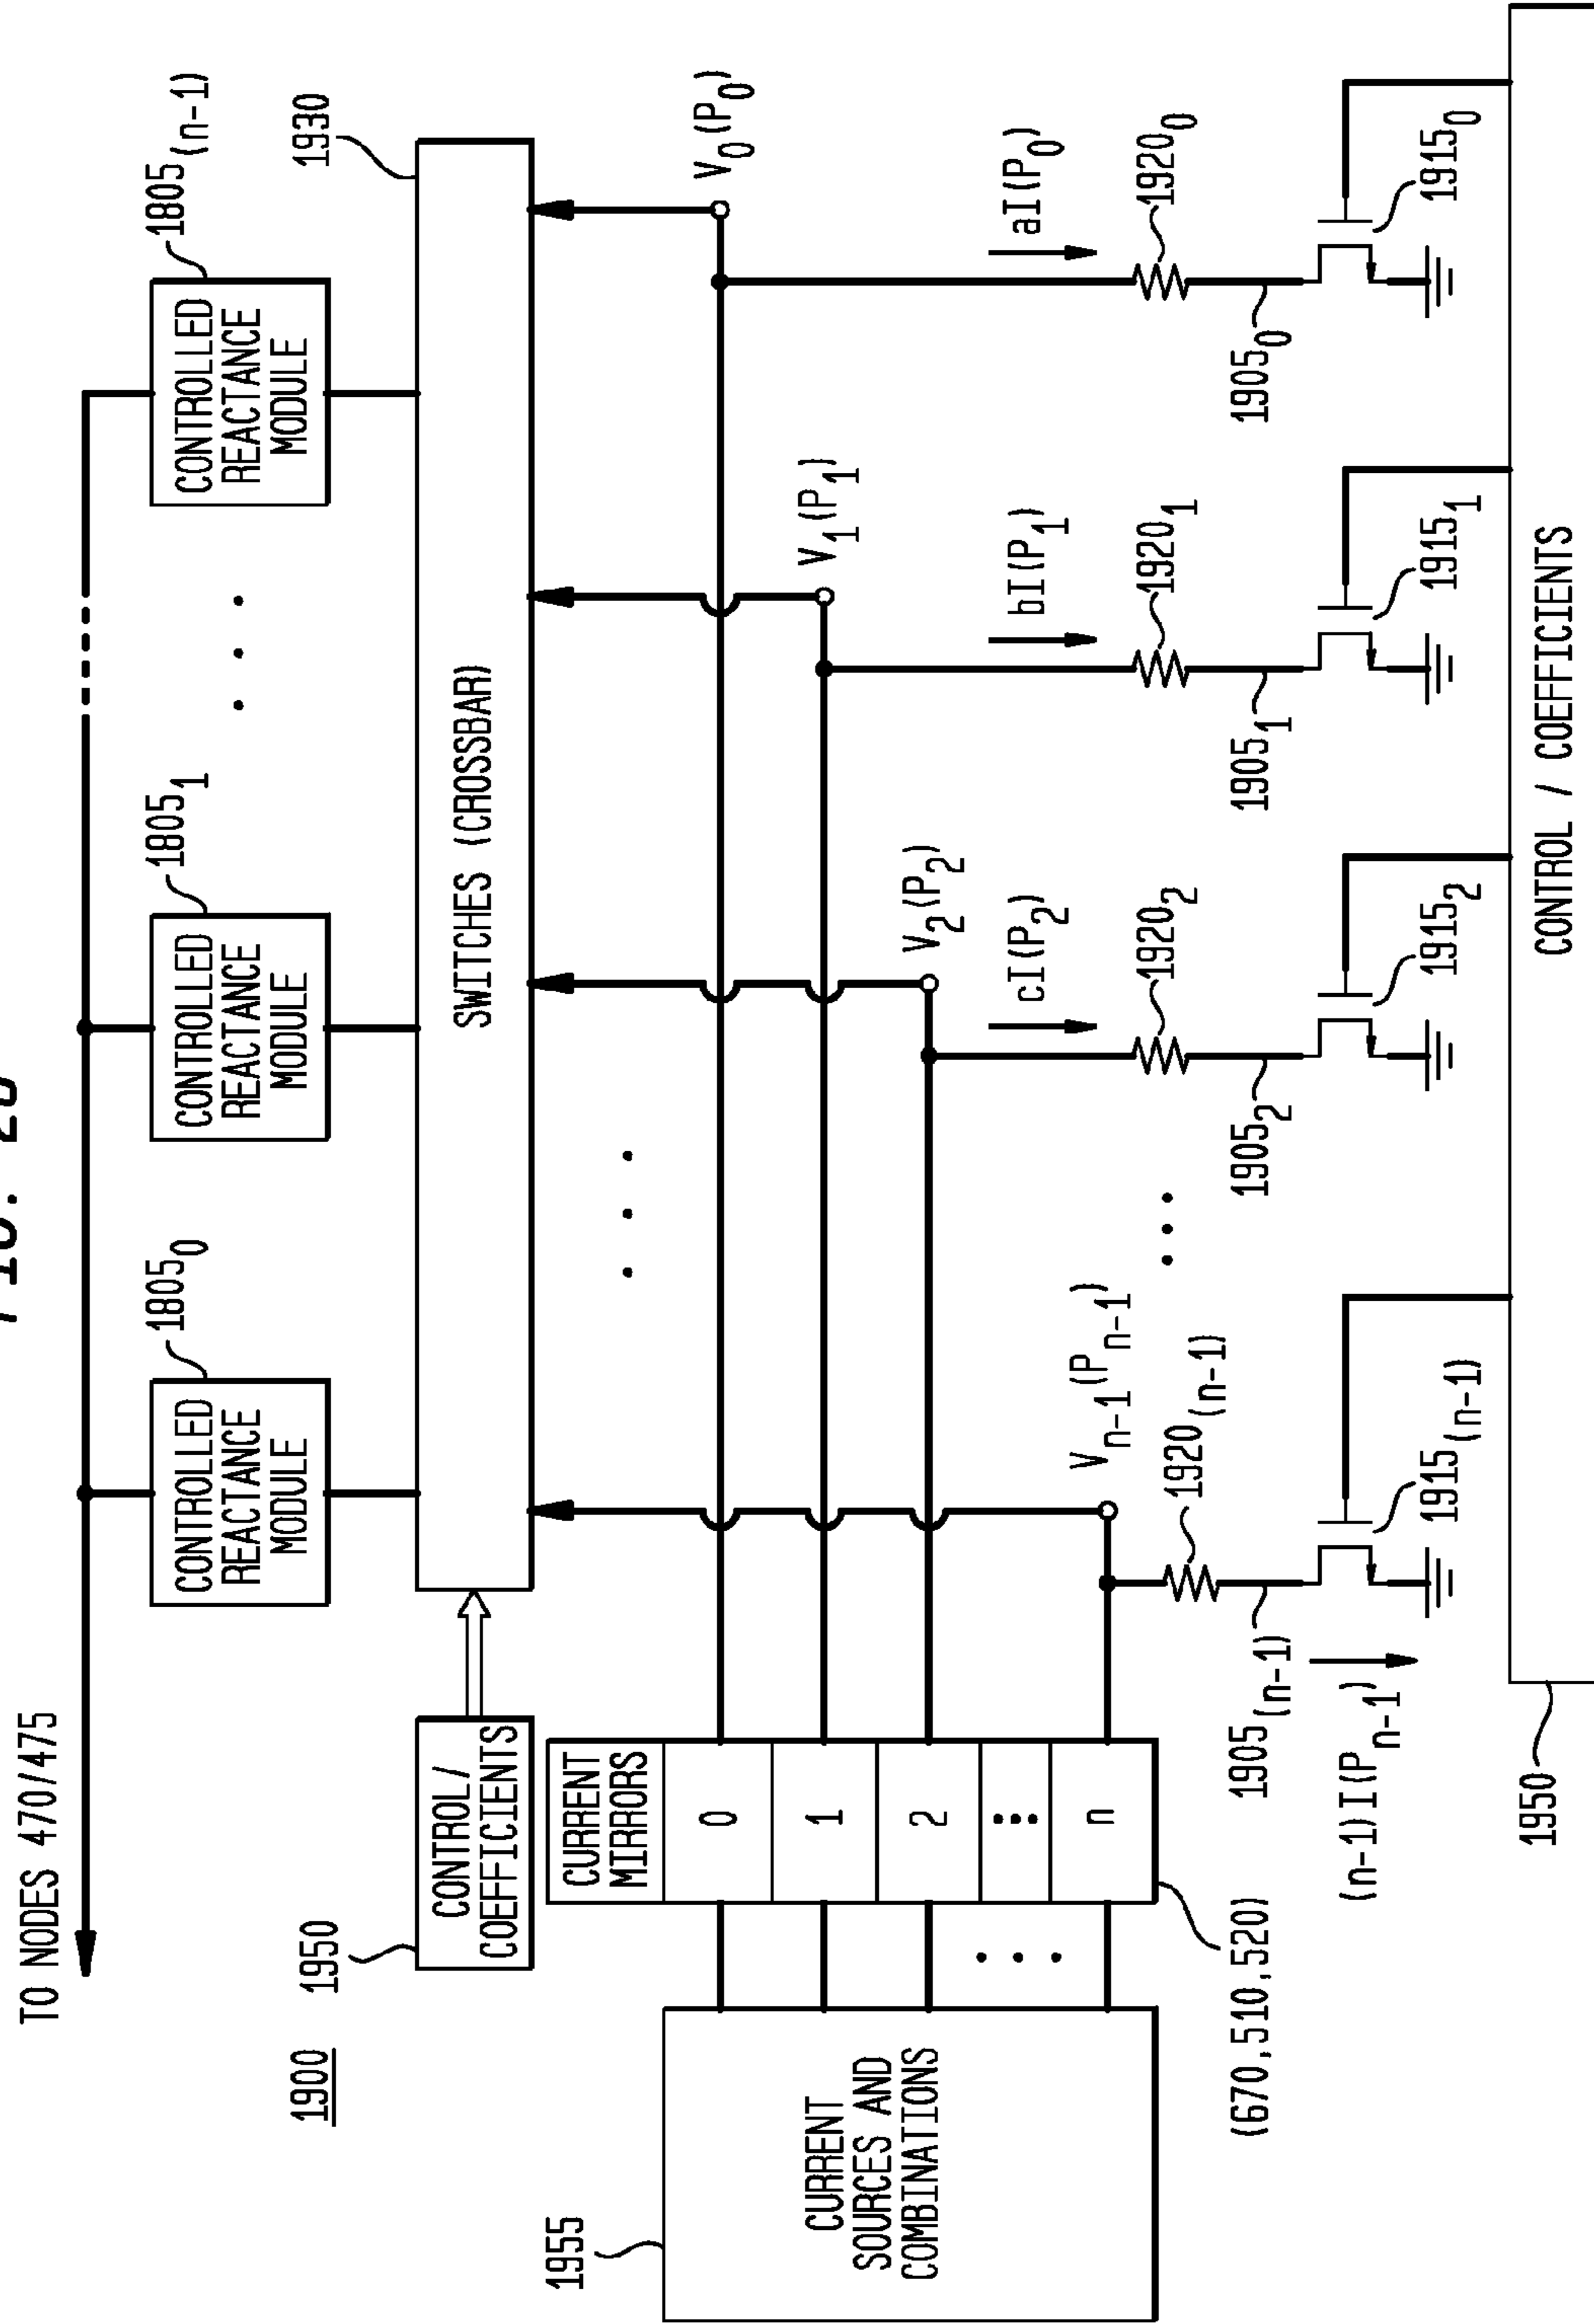 FIG. 20
TO NODES 470/475
1900
1805₀
1805₁
1805₍ₙ₋₁₎
CONTROLLED
REACTANCE
MODULE
CONTROLLED
REACTANCE
MODULE
CONTROLLED
REACTANCE
MODULE
. . .
1950
CONTROL/
COEFFICIENTS
1930
SWITCHES (CROSSBAR)
. . .
1955
CURRENT
SOURCES AND
COMBINATIONS
. . .
CURRENT
MIRRORS
0
1
2
...
n
(670,510,520)
V₀(P₀)
V₁(P₁)
V₂(P₂)
Vₙ₋₁(Pₙ₋₁)
aI(P₀)
bI(P₁)
cI(P₂)
(n-1)I(Pₙ₋₁)
. . .
1920₍ₙ₋₁₎
1920₂
1920₁
1920₀
1905₍ₙ₋₁₎
1905₂
1905₁
1905₀
1915₍ₙ₋₁₎
1915₂
1915₁
1915₀
1950
CONTROL / COEFFICIENTS